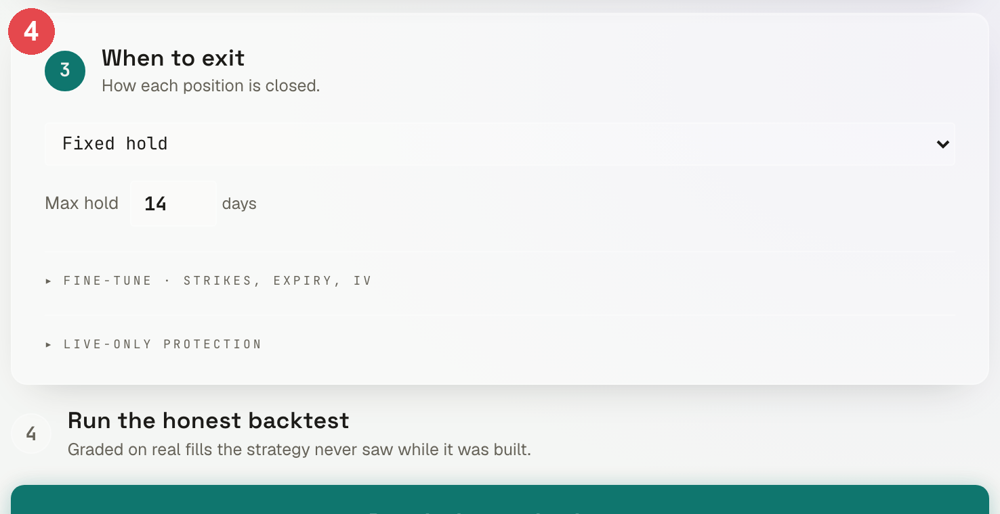 4
3
When to exit
How each position is closed.
Fixed hold
Max hold 14 days
▸ FINE-TUNE · STRIKES, EXPIRY, IV
▸ LIVE-ONLY PROTECTION
4
Run the honest backtest
Graded on real fills the strategy never saw while it was built.